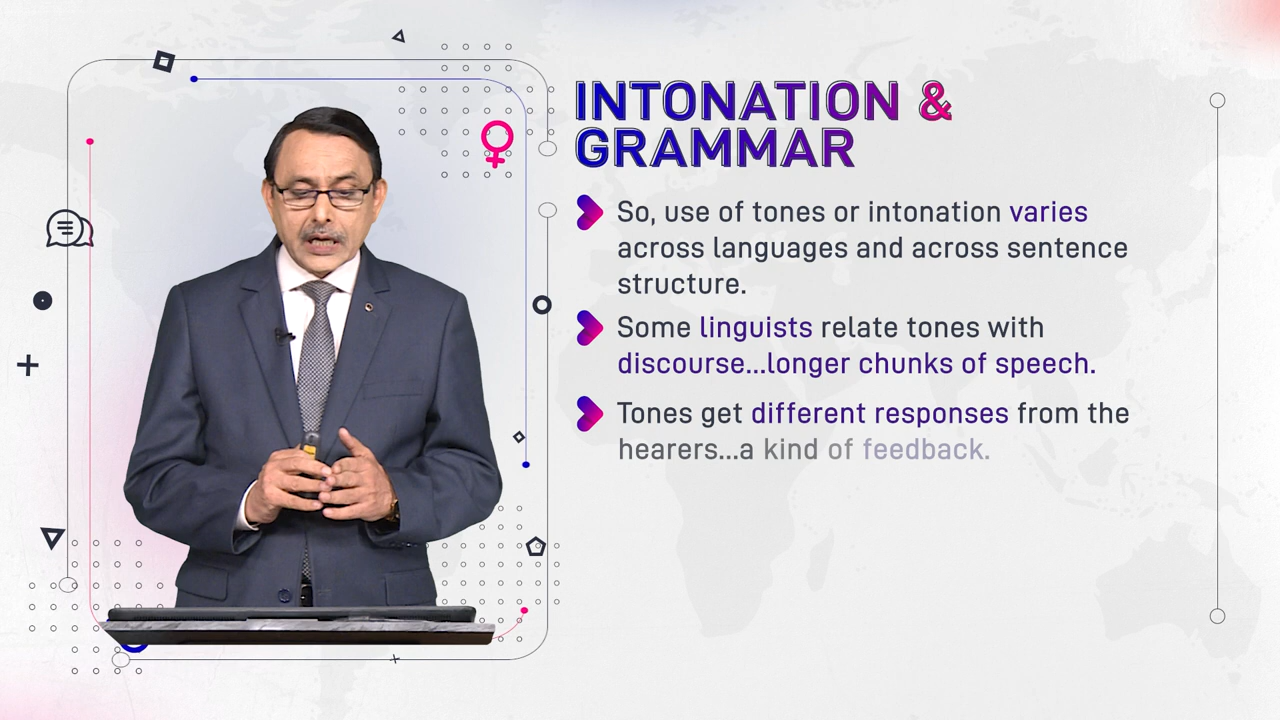 INTONATION &
GRAMMAR
So, use of tones or intonation varies
across languages and across sentence
structure.
Some linguists relate tones with
discourse...longer chunks of speech.
Tones get different responses from the
hearers...a kind of feedback.